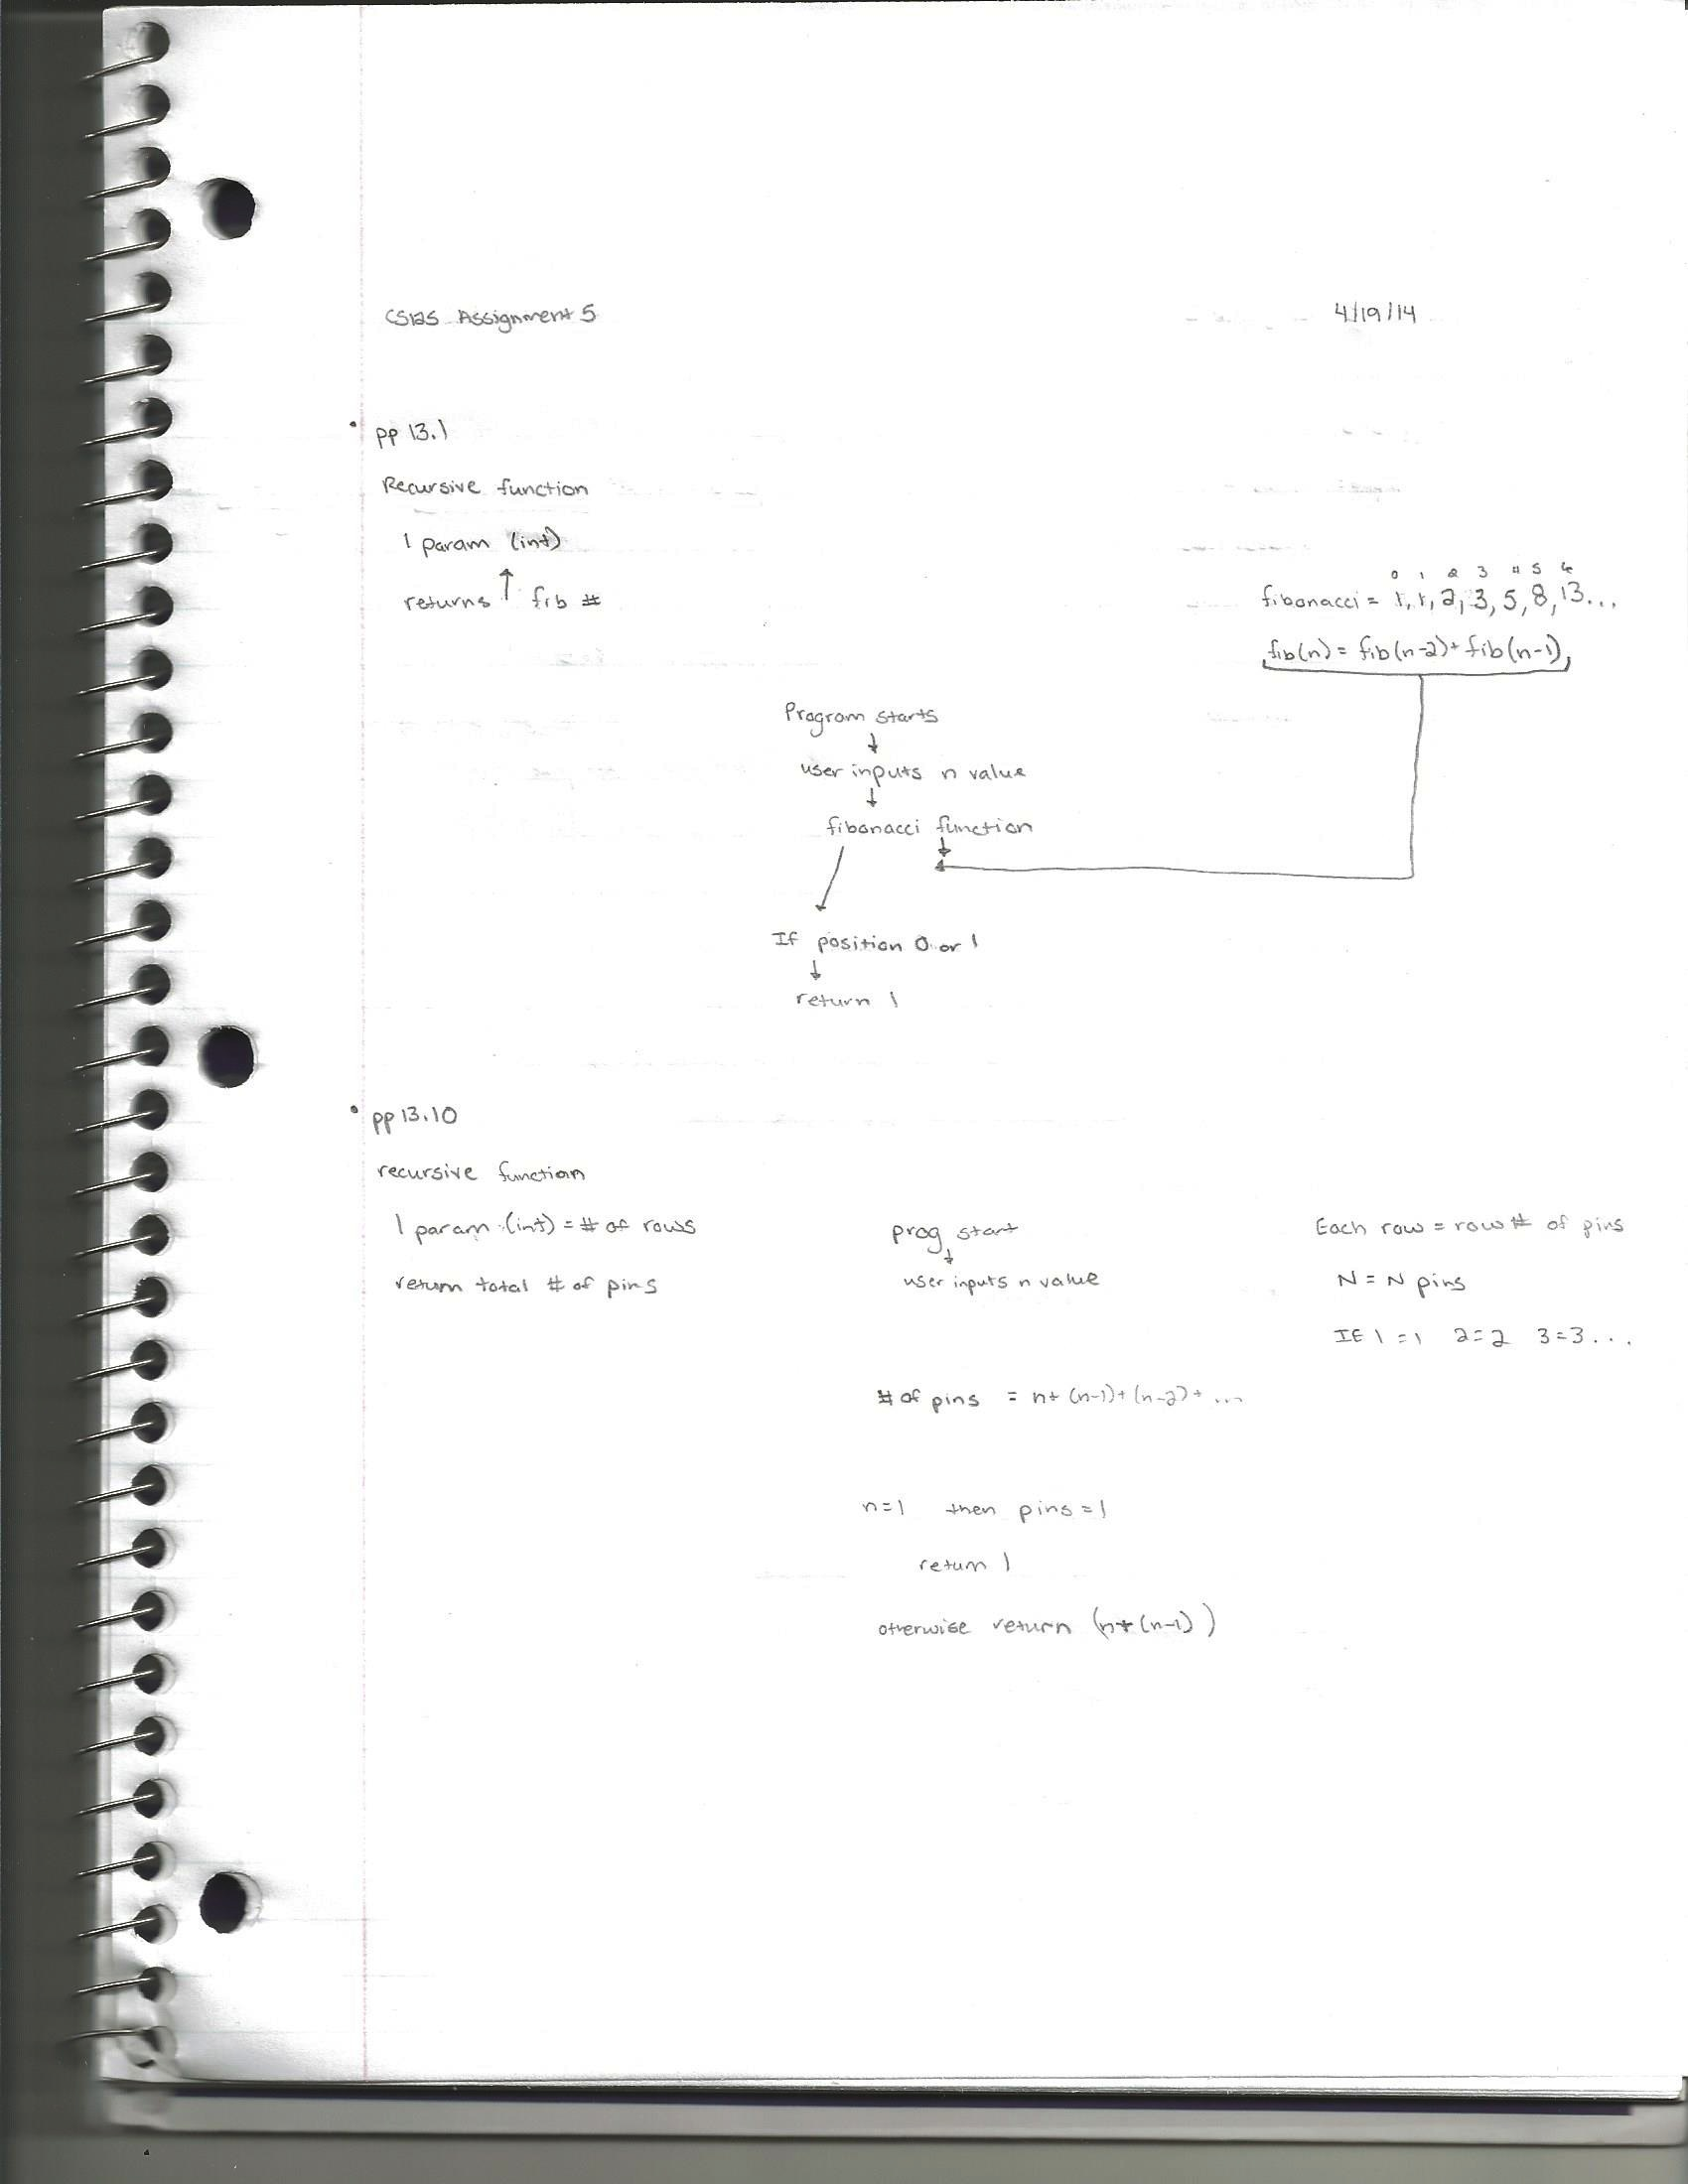 CS125 Assignment 5 4/19/14
• pp 13.1
Recursive function
1 param (int)
returns ↑ fib #
0 1 2 3 4 5 6
fibonacci = 1, 1, 2, 3, 5, 8, 13...
fib(n) = fib(n-2) + fib(n-1)
Program starts
↓
user inputs n value
↓
fibonacci function
↓
If position 0 or 1
↓
return 1
• pp 13.10
recursive function
1 param (int) = # of rows
return total # of pins
prog start
↓
user inputs n value
Each row = row # of pins
N = N pins
IE 1 = 1 2 = 2 3 = 3 ...
# of pins = n + (n-1) + (n-2) + ...
n = 1 then pins = 1
return 1
otherwise return (n + (n-1))